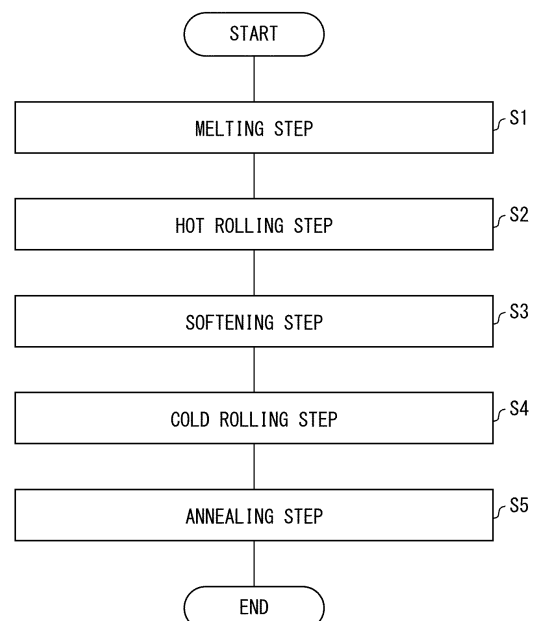 START
MELTING STEP
S1
HOT ROLLING STEP
S2
SOFTENING STEP
S3
COLD ROLLING STEP
S4
ANNEALING STEP
S5
END